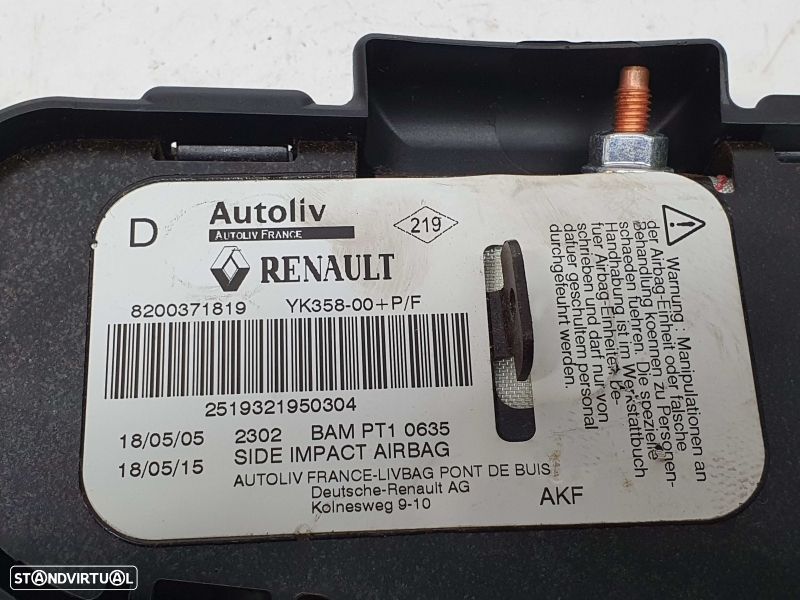 D
Autoliv
AUTOLIV FRANCE
219
RENAULT
8200371819 YK358-00+P/F
2519321950304
18/05/05 2302 BAM PT1 0635
18/05/15 SIDE IMPACT AIRBAG
AUTOLIV FRANCE-LIVBAG PONT DE BUIS
Deutsche-Renault AG
Kolnesweg 9-10
AKF
Warnung : Manipulationen an
der Airbag-Einheit oder falsche
Behandlung koennen zu Personen-
schaeden fuehren. Die spezielle
Handhabung ist im Werkstattbuch
fuer Airbag-Einheiten be-
schrieben und darf nur von
dafuer geschultem personal
durchgefeuhrt werden.
STANDVIRTUAL